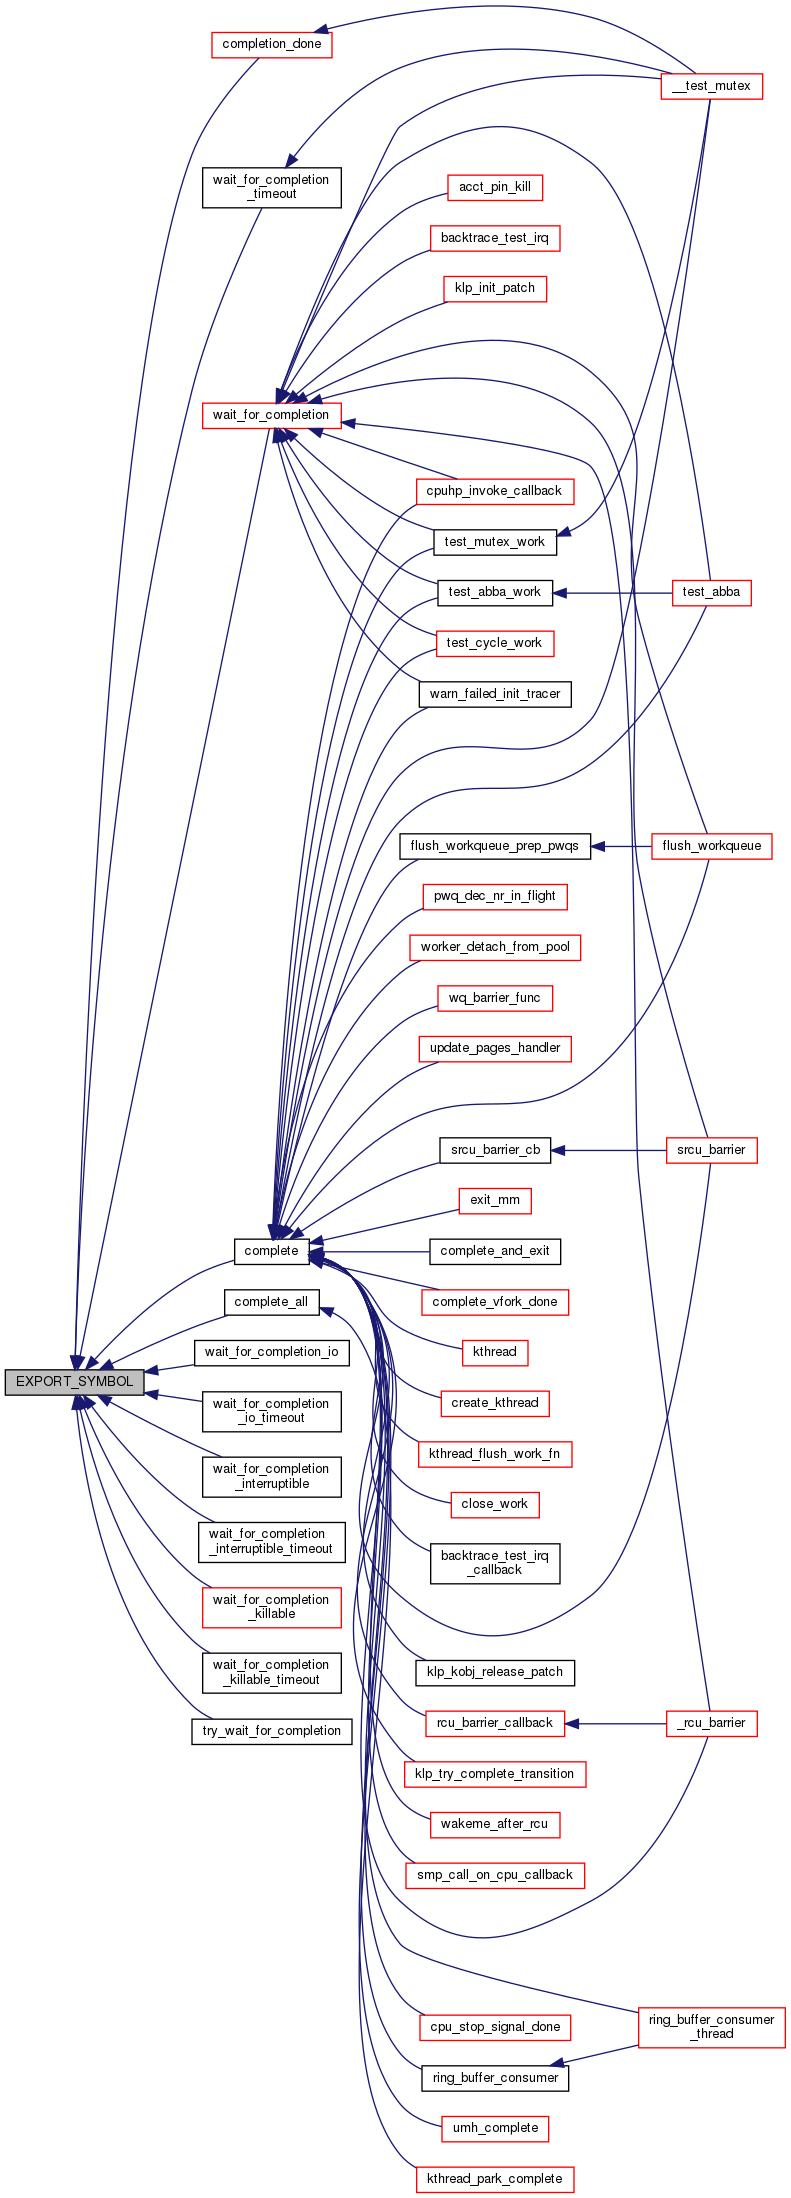 completion_done
__test_mutex
wait_for_completion
_timeout
acct_pin_kill
backtrace_test_irq
klp_init_patch
wait_for_completion
cpuhp_invoke_callback
test_mutex_work
test_abba_work
test_abba
test_cycle_work
warn_failed_init_tracer
flush_workqueue_prep_pwqs
flush_workqueue
pwq_dec_nr_in_flight
worker_detach_from_pool
wq_barrier_func
update_pages_handler
srcu_barrier_cb
srcu_barrier
exit_mm
complete
complete_and_exit
complete_all
complete_vfork_done
wait_for_completion_io
kthread
EXPORT_SYMBOL
wait_for_completion
_io_timeout
create_kthread
kthread_flush_work_fn
wait_for_completion
_interruptible
close_work
wait_for_completion
_interruptible_timeout
backtrace_test_irq
_callback
wait_for_completion
_killable
wait_for_completion
_killable_timeout
klp_kobj_release_patch
try_wait_for_completion
rcu_barrier_callback
_rcu_barrier
klp_try_complete_transition
wakeme_after_rcu
smp_call_on_cpu_callback
cpu_stop_signal_done
ring_buffer_consumer
_thread
ring_buffer_consumer
umh_complete
kthread_park_complete